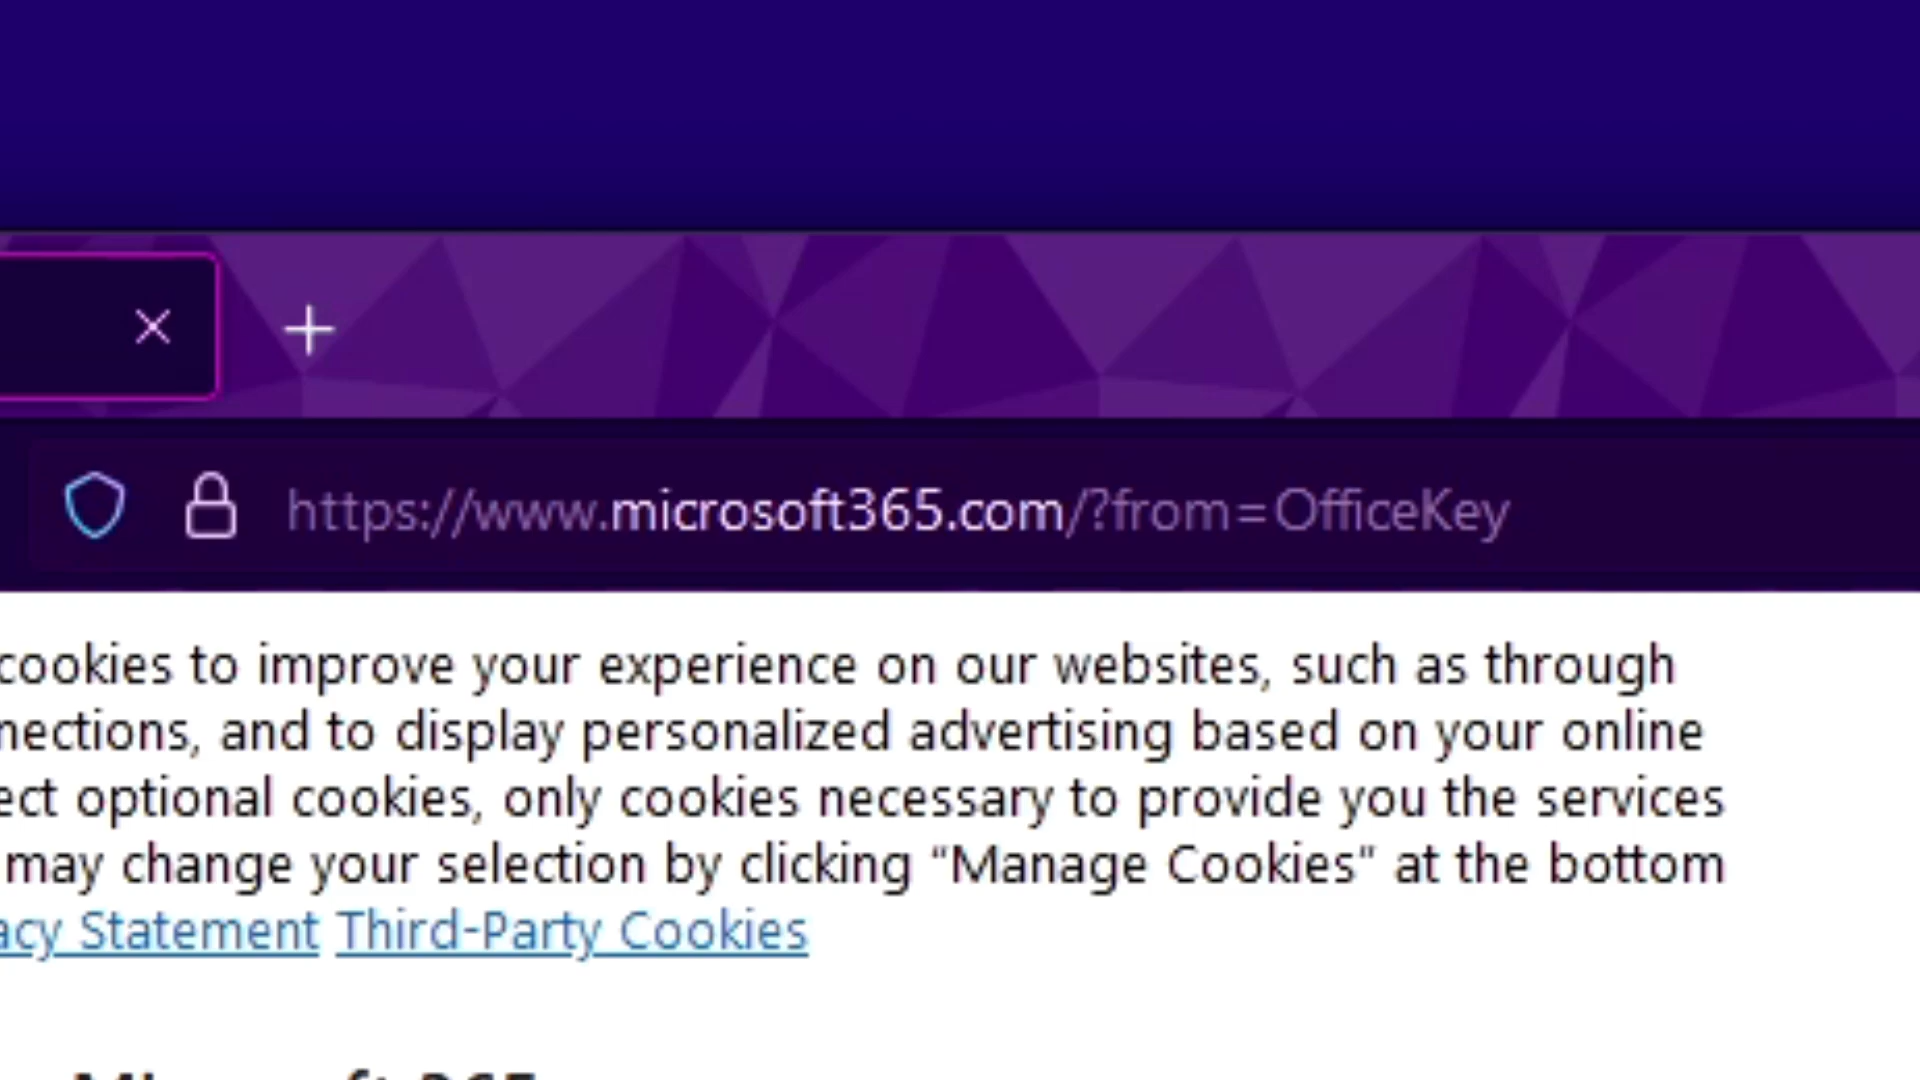 https://www.microsoft365.com/?from=OfficeKey
cookies to improve your experience on our websites, such as through
nections, and to display personalized advertising based on your online
ect optional cookies, only cookies necessary to provide you the services
may change your selection by clicking “Manage Cookies” at the bottom
acy Statement Third-Party Cookies
Microsoft 365